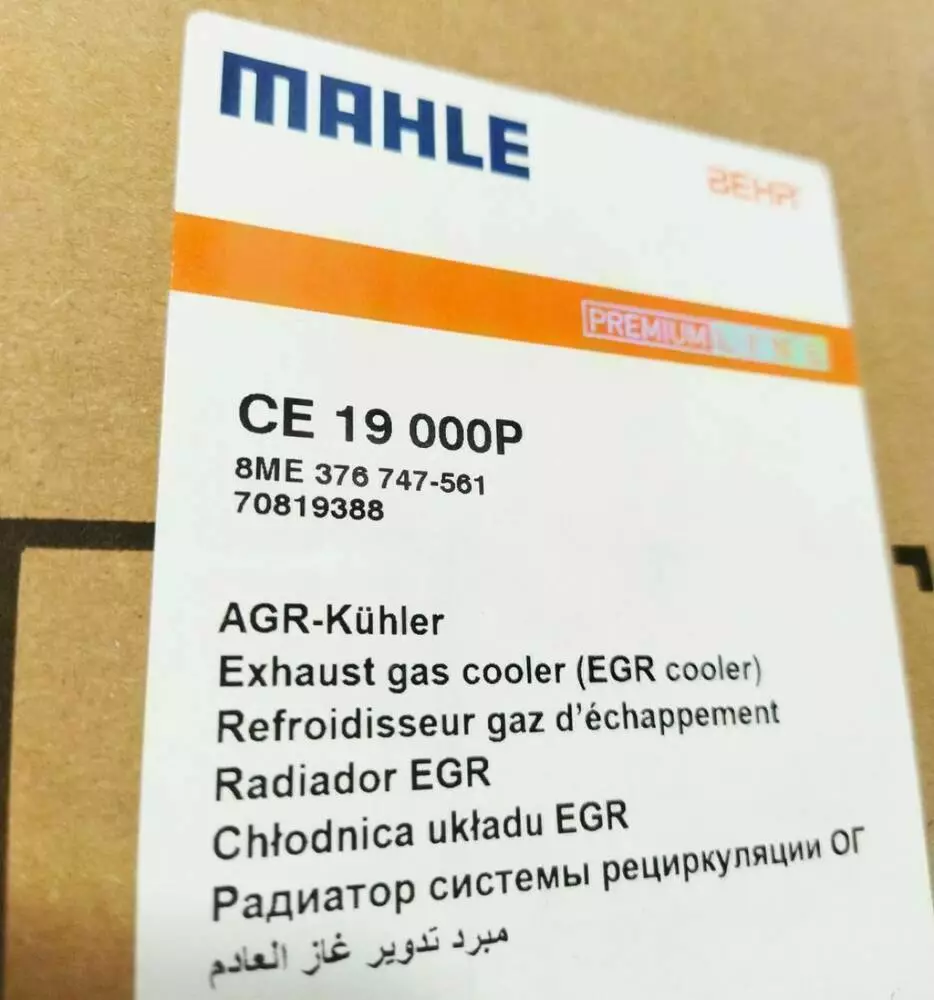 MAHLE
BEHR
PREMIUM LINE
CE 19 000P
8ME 376 747-561
70819388
AGR-Kühler
Exhaust gas cooler (EGR cooler)
Refroidisseur gaz d'échappement
Radiador EGR
Chłodnica układu EGR
Радиатор системы рециркуляции ОГ
مبرد تدوير غاز العادم